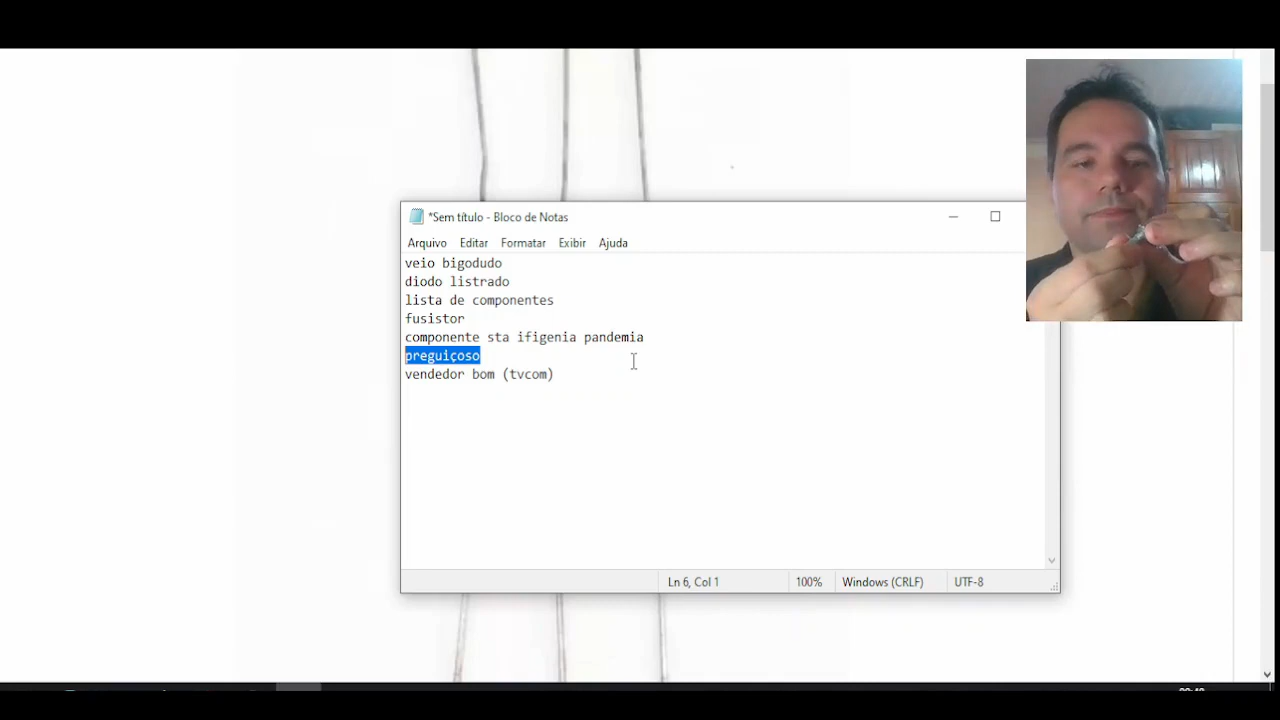 *Sem título - Bloco de Notas
Arquivo Editar Formatar Exibir Ajuda
veio bigodudo
diodo listrado
lista de componentes
fusistor
componente sta ifigenia pandemia
preguiçoso
vendedor bom (tvcom)
Ln 6, Col 1 100% Windows (CRLF) UTF-8